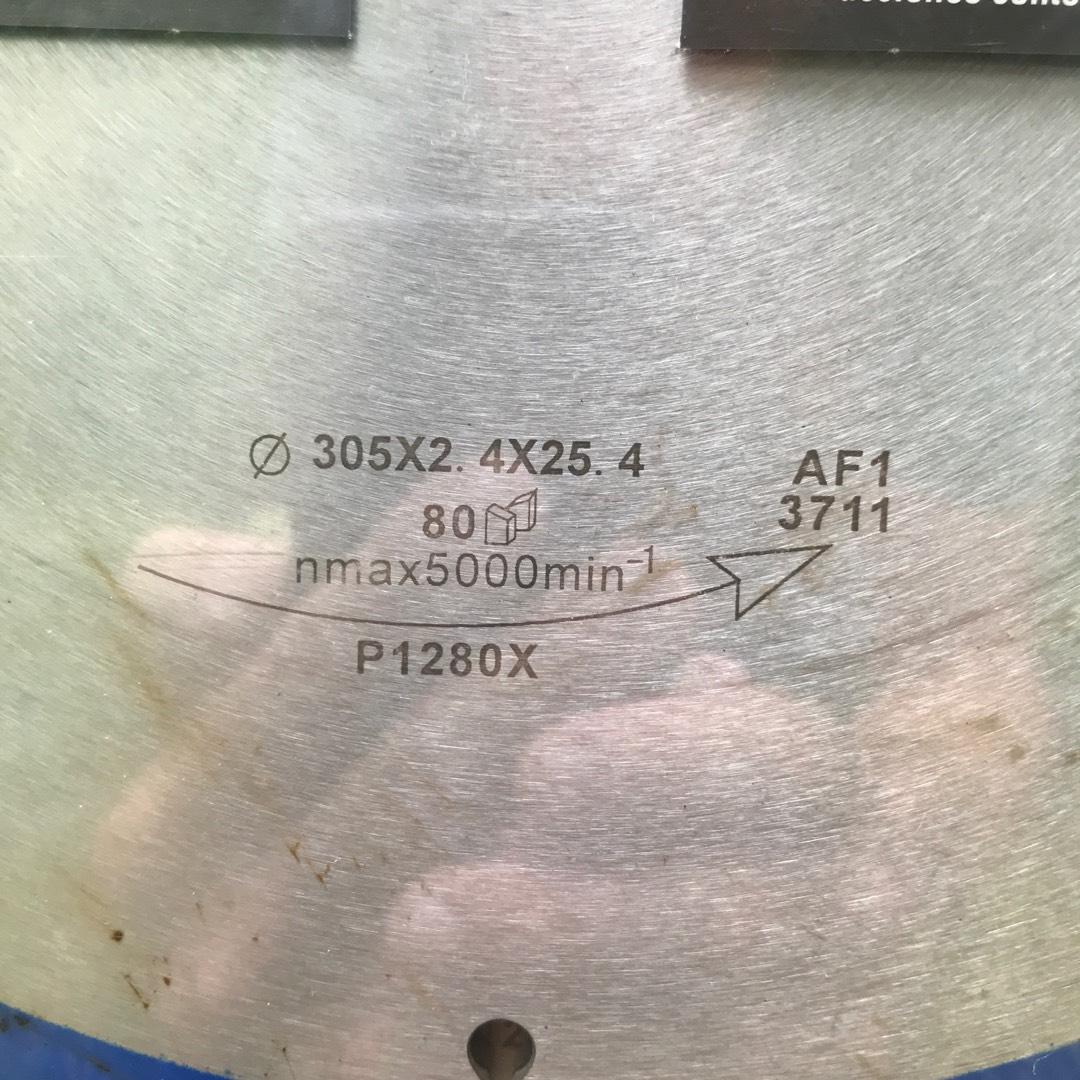 Ø 305X2. 4X25. 4
80
nmax5000min⁻¹
P1280X
AF1
3711